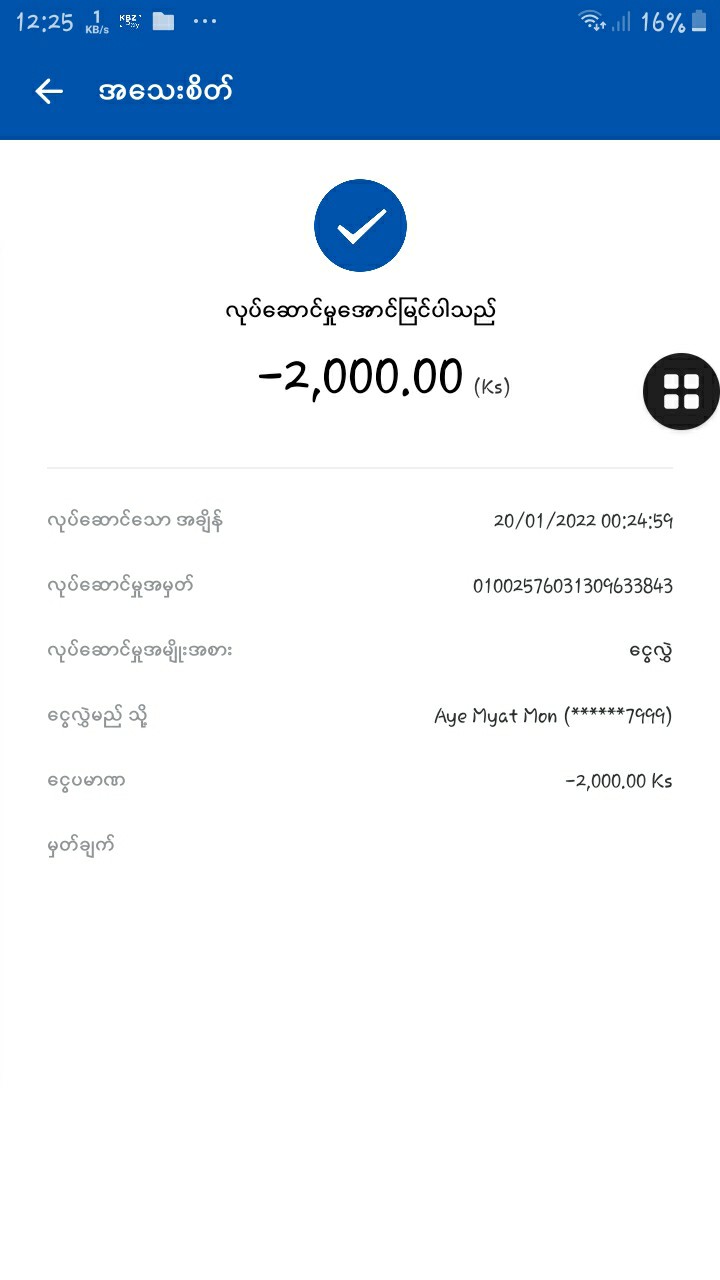 12:25 1 KB/s KBZ Pay 16%
အသေးစိတ်
လုပ်ဆောင်မှုအောင်မြင်ပါသည်
-2,000.00 (Ks)
လုပ်ဆောင်သော အချိန် 20/01/2022 00:24:59
လုပ်ဆောင်မှုအမှတ် 01002576031309633843
လုပ်ဆောင်မှုအမျိုးအစား ငွေလွှဲ
ငွေလွှဲမည် သို့ Aye Myat Mon (******7999)
ငွေပမာဏ -2,000.00 Ks
မှတ်ချက်